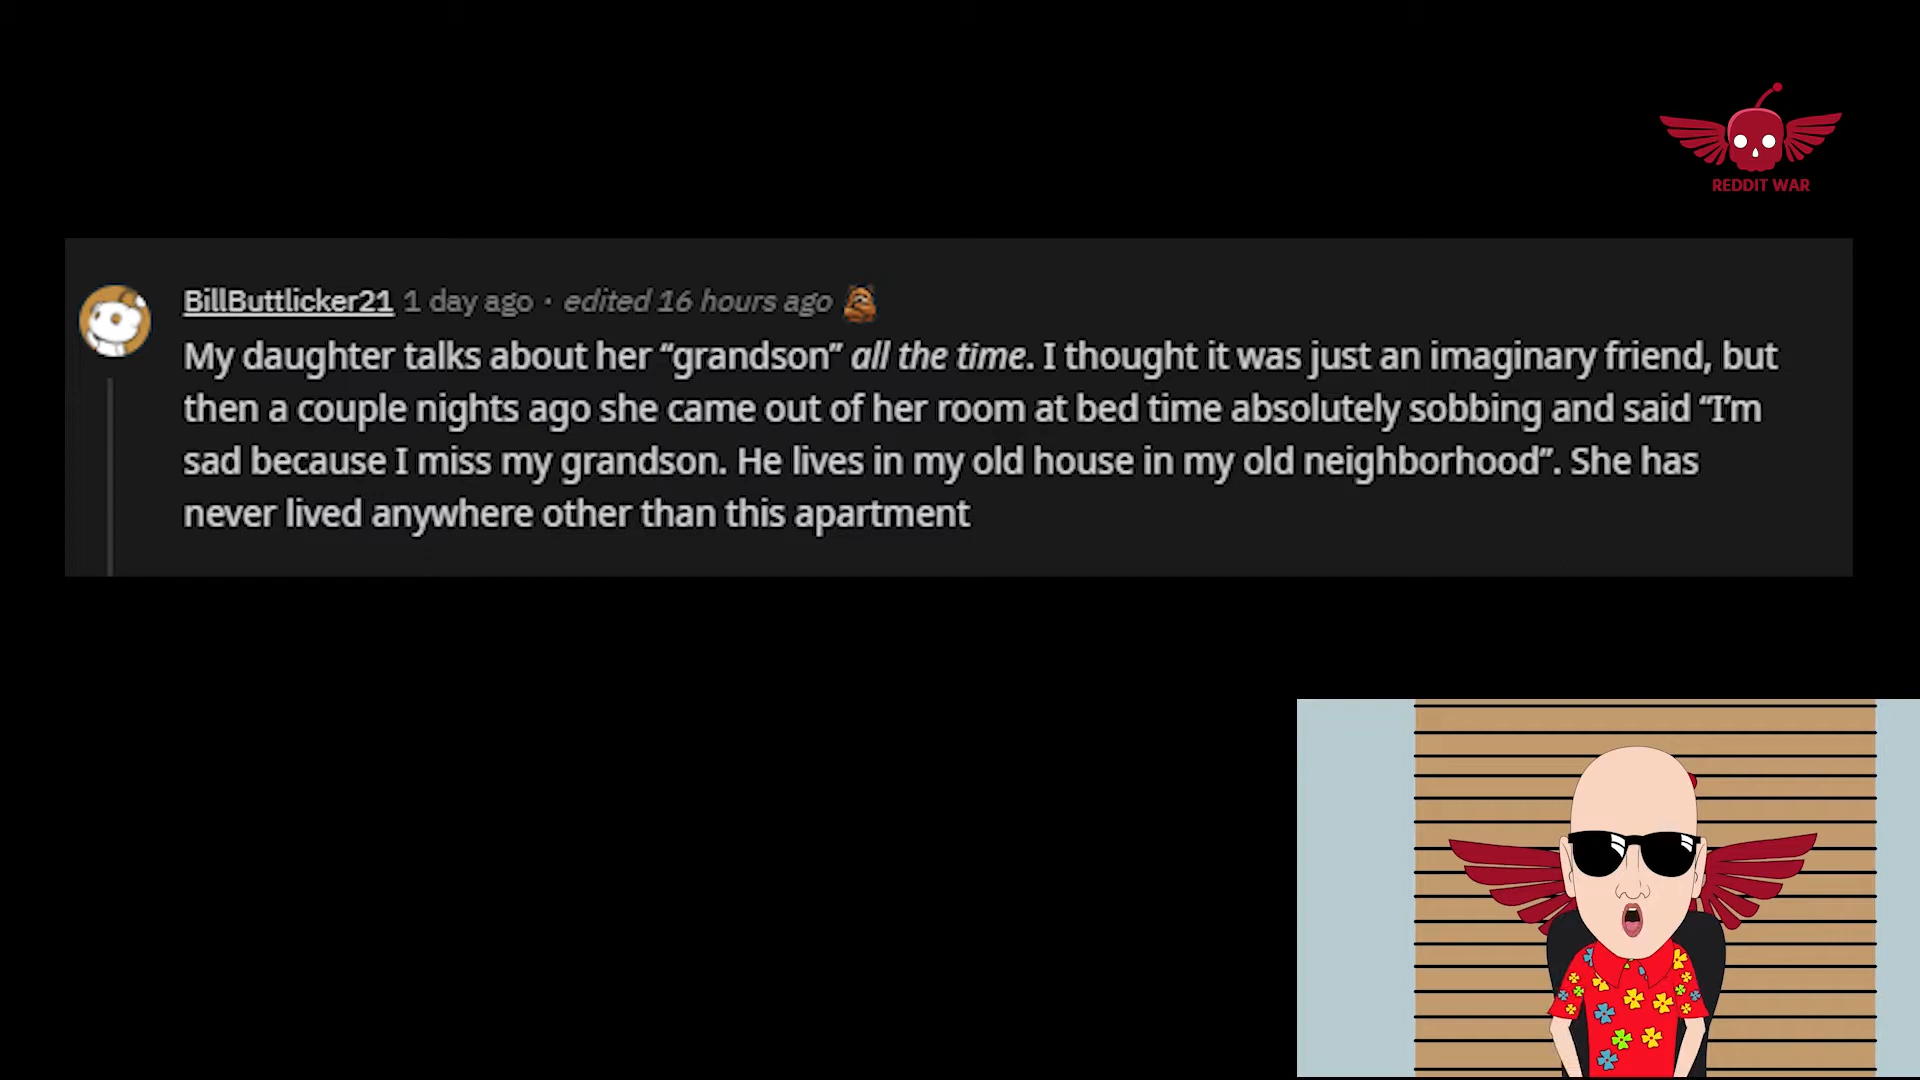 REDDIT WAR
BillButtlicker21 1 day ago · edited 16 hours ago
My daughter talks about her “grandson” all the time. I thought it was just an imaginary friend, but
then a couple nights ago she came out of her room at bed time absolutely sobbing and said “I’m
sad because I miss my grandson. He lives in my old house in my old neighborhood”. She has
never lived anywhere other than this apartment